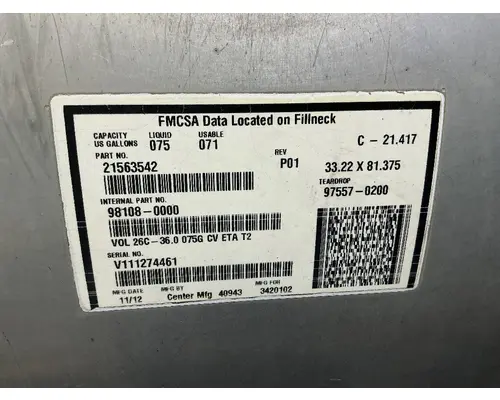 FMCSA Data Located on Fillneck
CAPACITY LIQUID USABLE
US GALLONS 075 071 C - 21.417
PART NO. REV
21563542 P01 33.22 X 81.375
INTERNAL PART NO. TEARDROP
98108-0000 97557-0200
VOL 26C-36.0 075G CV ETA T2
SERIAL NO.
V111274461
MFG DATE MFG BY MFG FOR
11/12 Center Mfg 40943 3420102